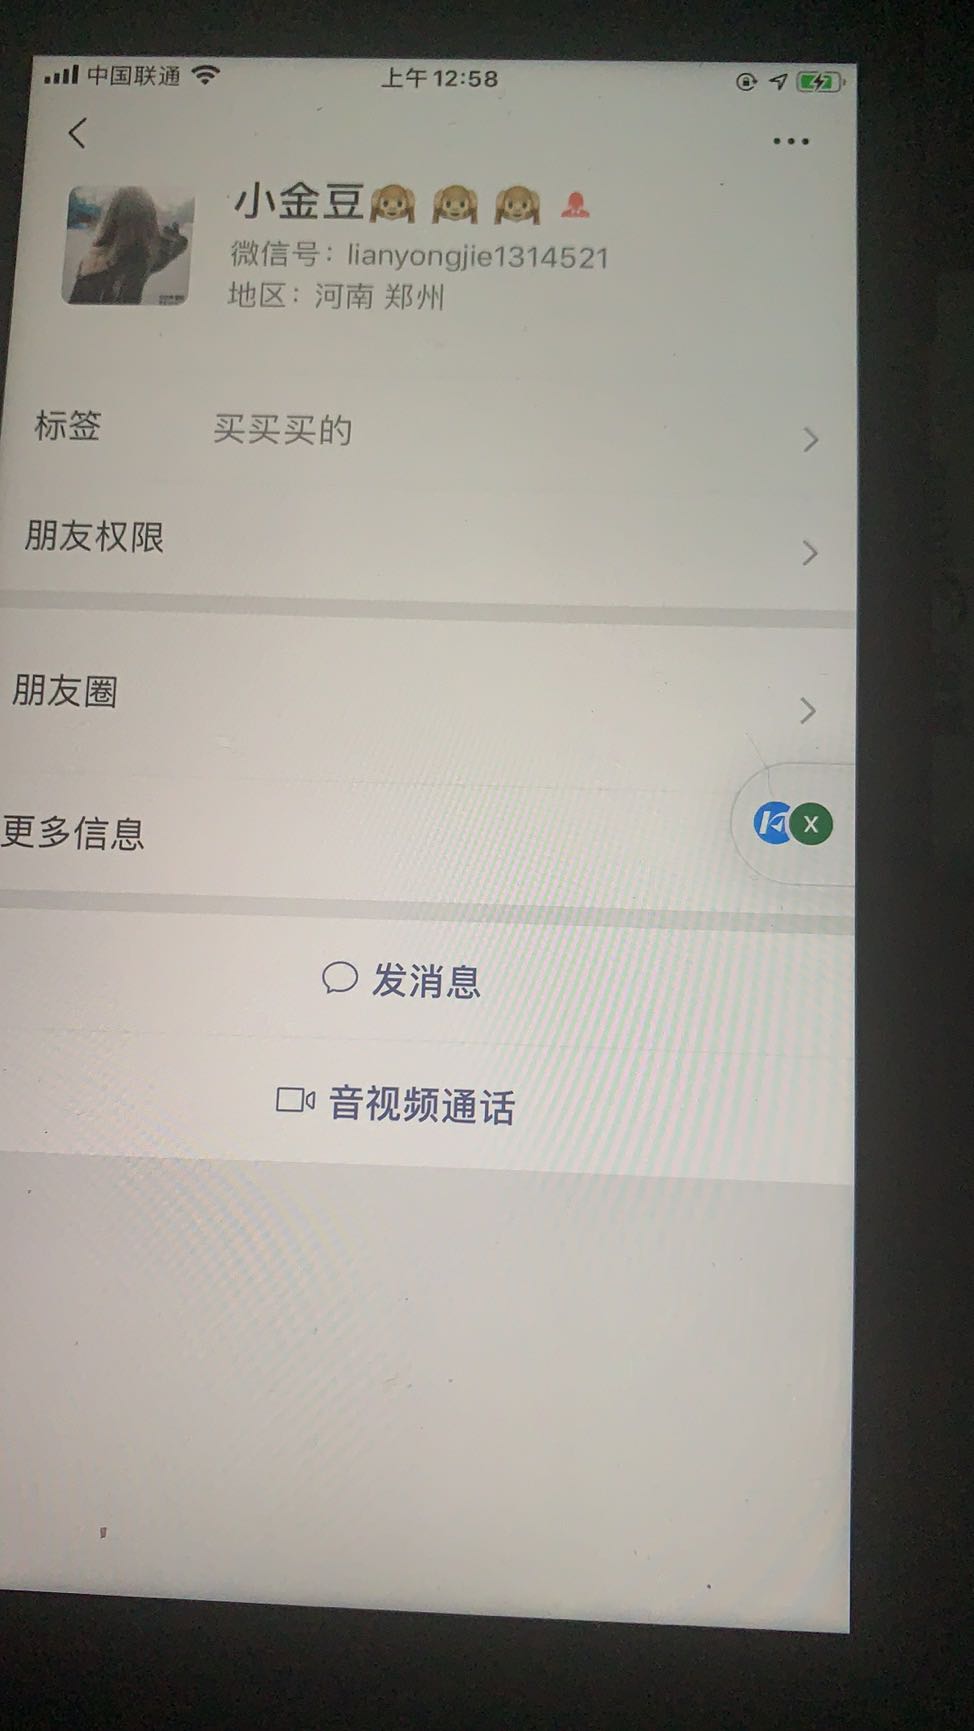 中国联通 上午12:58
小金豆🙉 🙉 🙉
微信号：lianyongjie1314521
地区：河南 郑州
标签 买买买的
朋友权限
朋友圈
更多信息
X
发消息
音视频通话